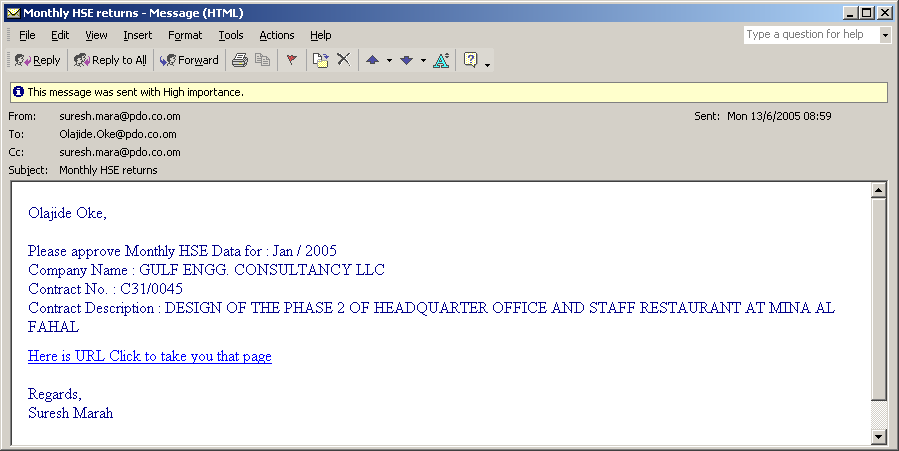 Monthly HSE returns - Message (HTML)
File Edit View Insert Format Tools Actions Help Type a question for help
Reply Reply to All Forward
This message was sent with High importance.
From: suresh.mara@pdo.co.om Sent: Mon 13/6/2005 08:59
To: Olajide.Oke@pdo.co.om
Cc: suresh.mara@pdo.co.om
Subject: Monthly HSE returns
Olajide Oke,
Please approve Monthly HSE Data for : Jan / 2005
Company Name : GULF ENGG. CONSULTANCY LLC
Contract No. : C31/0045
Contract Description : DESIGN OF THE PHASE 2 OF HEADQUARTER OFFICE AND STAFF RESTAURANT AT MINA AL
FAHAL
Here is URL Click to take you that page
Regards,
Suresh Marah